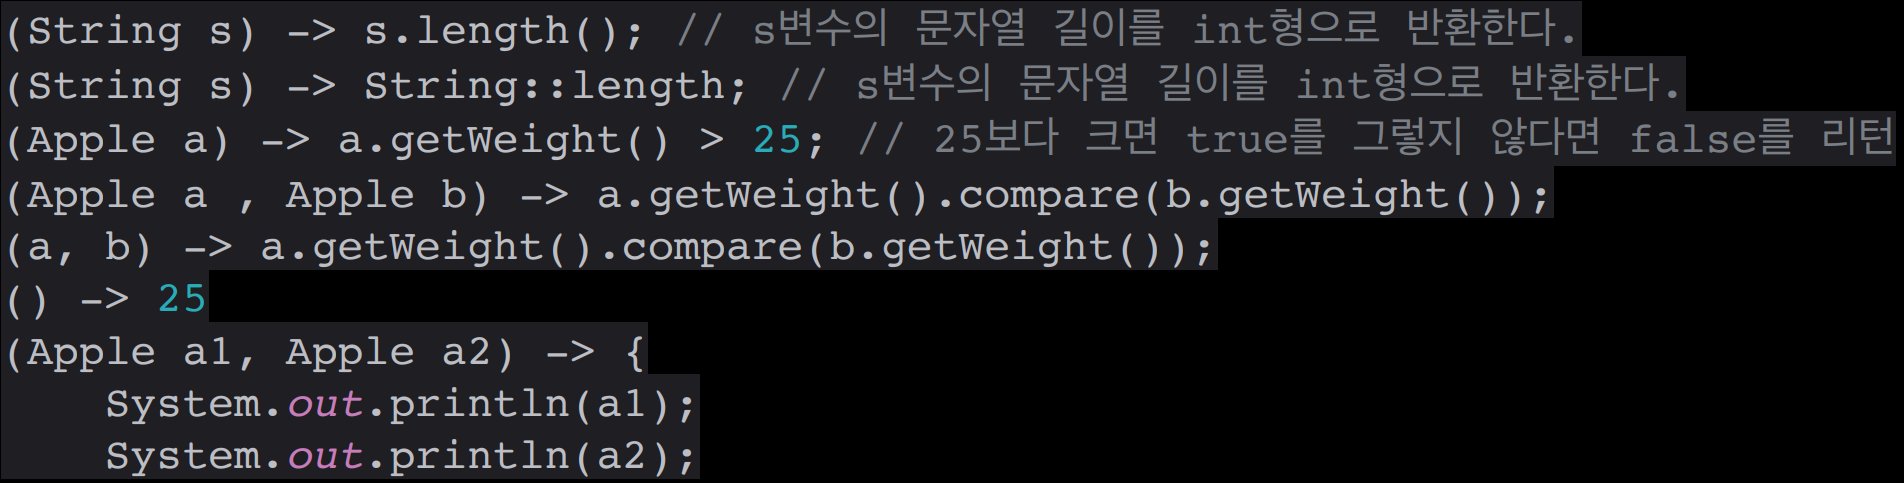 (String s) -> s.length(); // s변수의 문자열 길이를 int형으로 반환한다.
(String s) -> String::length; // s변수의 문자열 길이를 int형으로 반환한다.
(Apple a) -> a.getWeight() > 25; // 25보다 크면 true를 그렇지 않다면 false를 리턴
(Apple a , Apple b) -> a.getWeight().compare(b.getWeight());
(a, b) -> a.getWeight().compare(b.getWeight());
() -> 25
(Apple a1, Apple a2) -> {
    System.out.println(a1);
    System.out.println(a2);